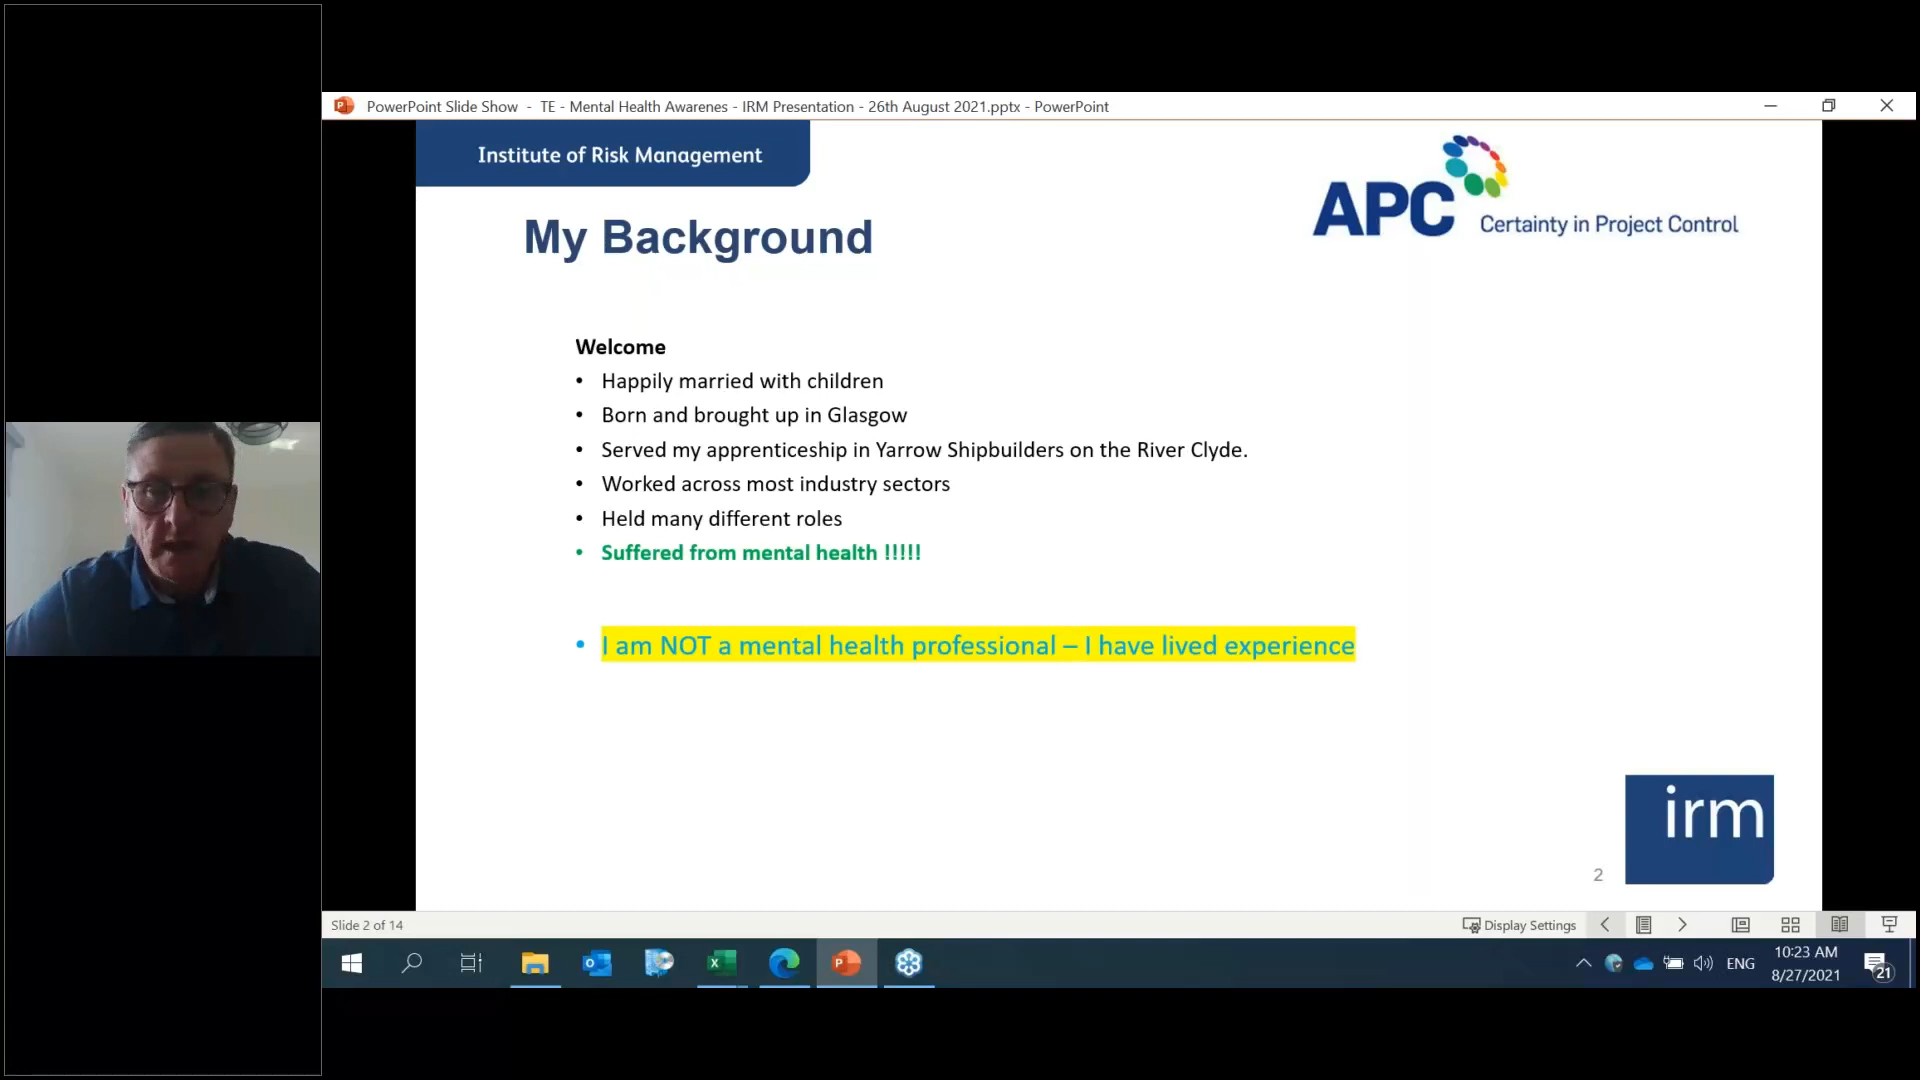 PowerPoint Slide Show - TE - Mental Health Awarenes - IRM Presentation - 26th August 2021.pptx - PowerPoint
Institute of Risk Management
APC Certainty in Project Control
My Background
Welcome
• Happily married with children
• Born and brought up in Glasgow
• Served my apprenticeship in Yarrow Shipbuilders on the River Clyde.
• Worked across most industry sectors
• Held many different roles
• Suffered from mental health !!!!!
• I am NOT a mental health professional – I have lived experience
irm
2
Slide 2 of 14
Display Settings
ENG
10:23 AM
8/27/2021
21